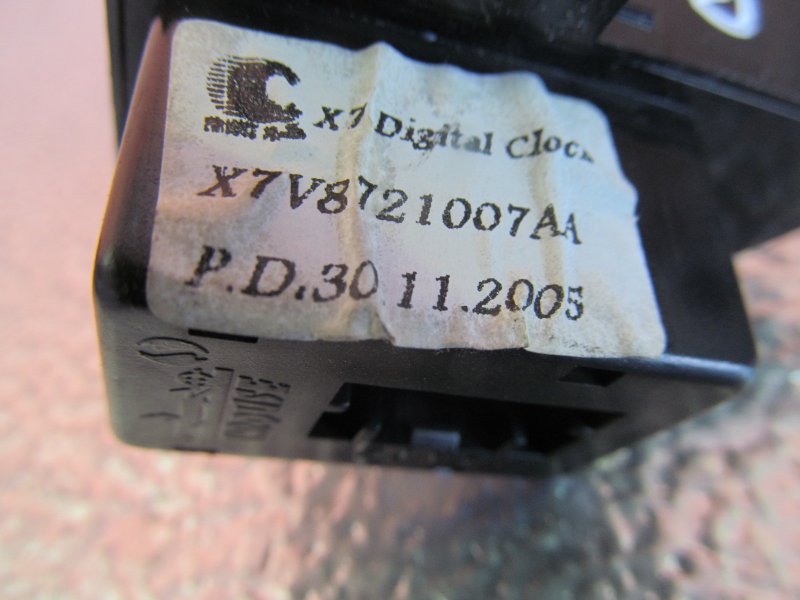 X7 Digital Clock
X7V8721007AA
P.D.30.11.2005